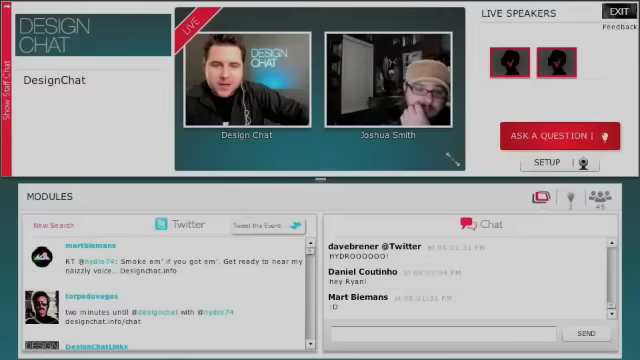 Show Staff Chat
DESIGN
CHAT
DesignChat
LIVE
DESIGN
CHAT
Design Chat
Joshua Smith
LIVE SPEAKERS
EXIT
Feedback
ASK A QUESTION |
SETUP |
MODULES
45
New Search
Twitter
Tweet the Event
martbiemans
RT @hydro74: Smoke em' if you got em'. Get ready to hear my
naizzly voice.. Designchat.info
torpedovegas
two minutes until @designchat with @hydro74
designchat.info/chat
DesignChatLinks
Chat
davebrener @Twitter
HYDROOOOOO!
Daniel Coutinho
hey Ryan!
Mart Biemans
:D
SEND